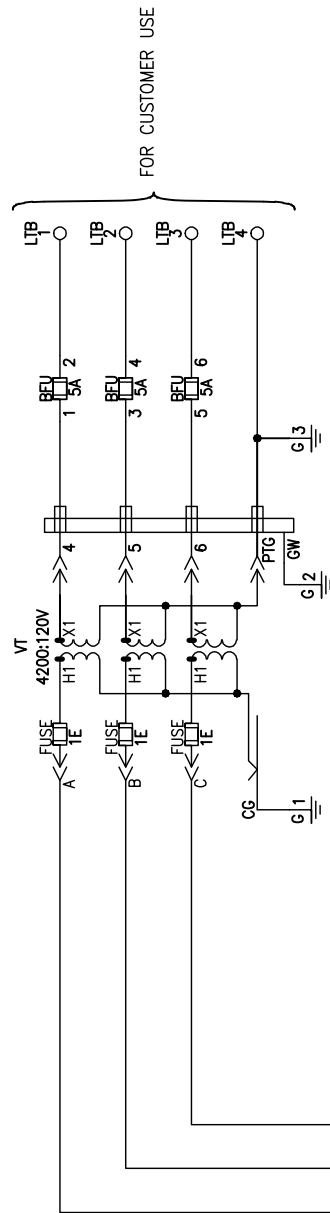 FOR CUSTOMER USE
LTB
1
LTB
2
LTB
3
LTB
4
BFU
5A
1
2
BFU
5A
3
4
BFU
5A
5
6
4
5
6
PTG
GW
G 3
G 2
VT
4200:120V
H1
X1
H1
X1
H1
X1
FUSE
1E
FUSE
1E
FUSE
1E
A
B
C
CG
G 1